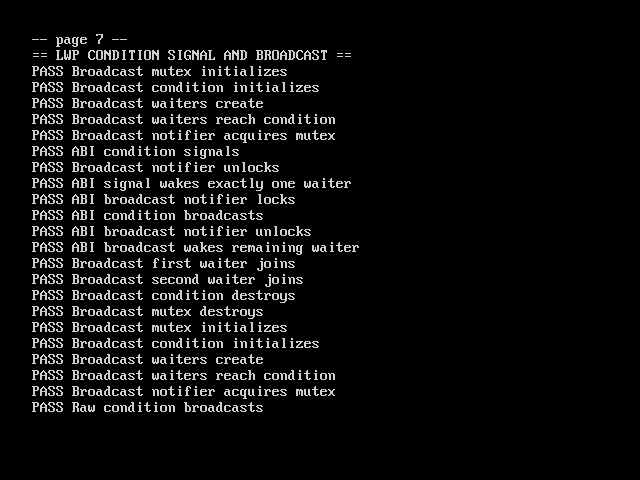 -- page 7 --
== LWP CONDITION SIGNAL AND BROADCAST ==
PASS Broadcast mutex initializes
PASS Broadcast condition initializes
PASS Broadcast waiters create
PASS Broadcast waiters reach condition
PASS Broadcast notifier acquires mutex
PASS ABI condition signals
PASS Broadcast notifier unlocks
PASS ABI signal wakes exactly one waiter
PASS ABI broadcast notifier locks
PASS ABI condition broadcasts
PASS ABI broadcast notifier unlocks
PASS ABI broadcast wakes remaining waiter
PASS Broadcast first waiter joins
PASS Broadcast second waiter joins
PASS Broadcast condition destroys
PASS Broadcast mutex destroys
PASS Broadcast mutex initializes
PASS Broadcast condition initializes
PASS Broadcast waiters create
PASS Broadcast waiters reach condition
PASS Broadcast notifier acquires mutex
PASS Raw condition broadcasts